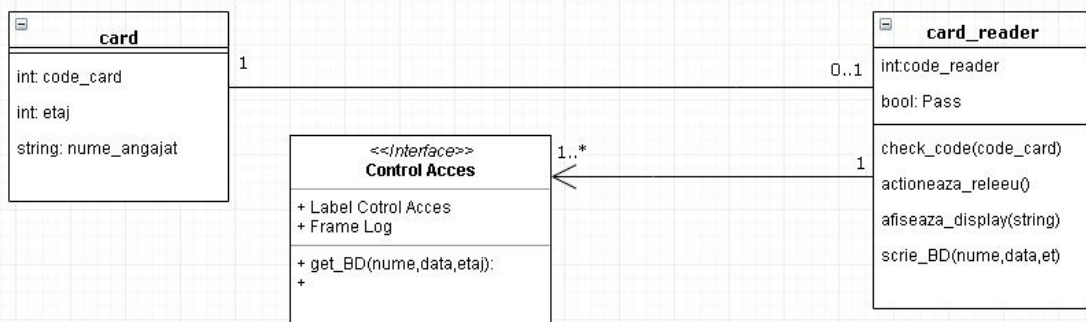 card
int: code_card
int: etaj
string: nume_angajat
1
0..1
card_reader
int:code_reader
bool: Pass
check_code(code_card)
actioneaza_releeu()
afiseaza_display(string)
scrie_BD(nume,data,et)
<<Interface>>
Control Acces
+ Label Cotrol Acces
+ Frame Log
+ get_BD(nume,data,etaj):
+
1..*
1